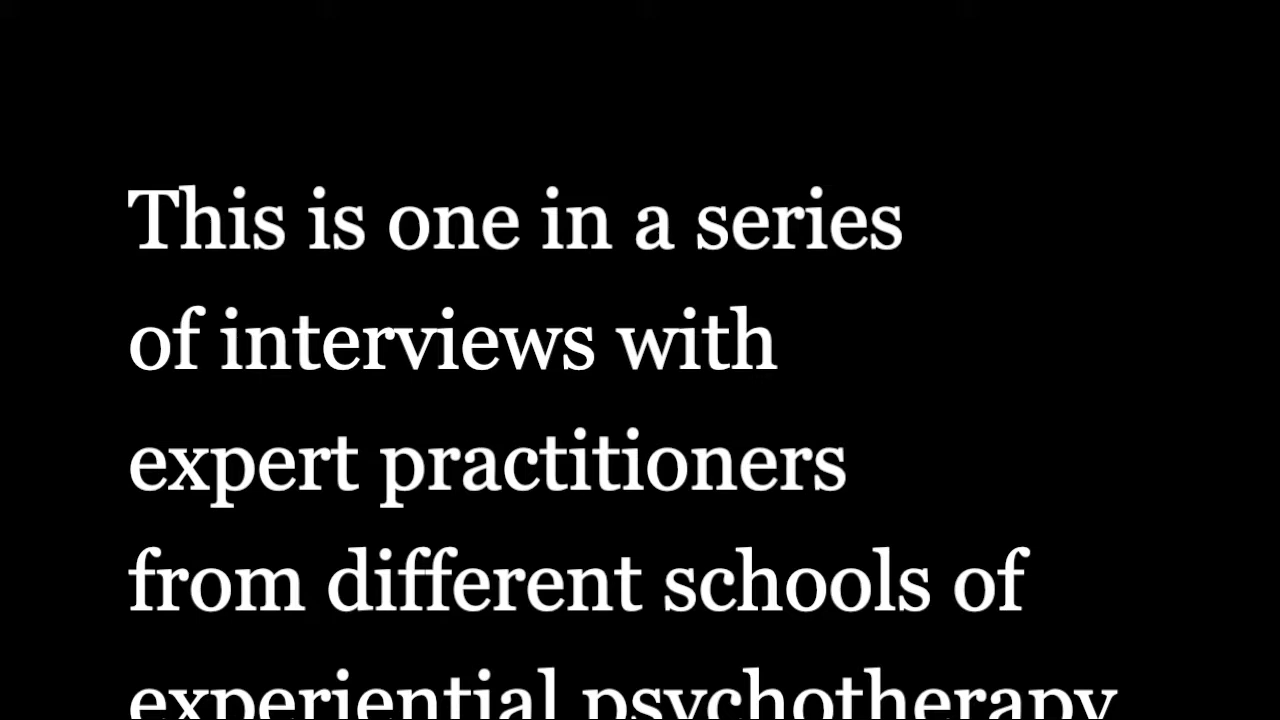 This is one in a series
of interviews with
expert practitioners
from different schools of
experiential psychotherapy